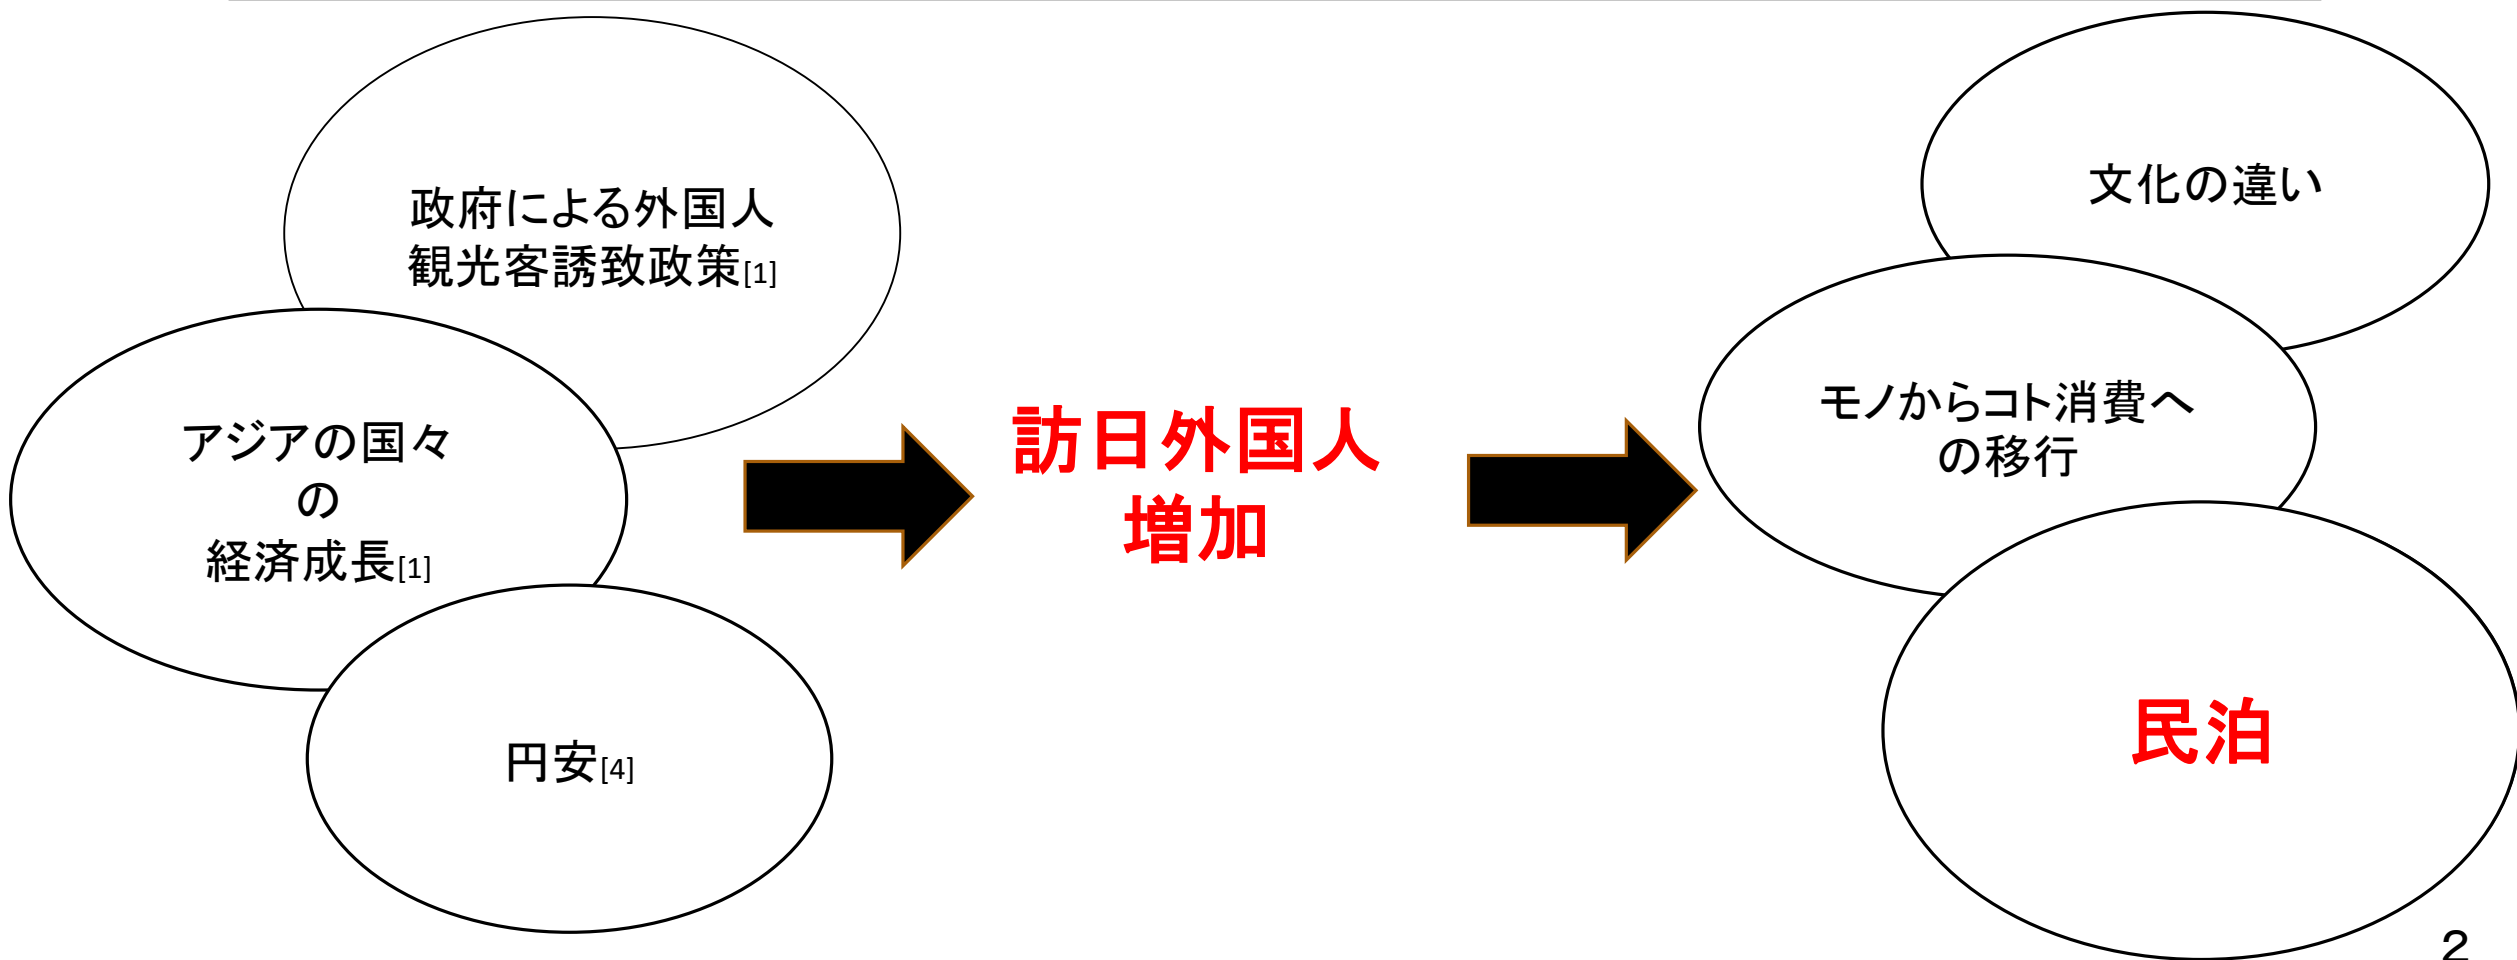 政府による外国人
観光客誘致政策[1]
アジアの国々
の
経済成長[1]
円安[4]
訪日外国人
増加
文化の違い
モノからコト消費へ
の移行
民泊
2